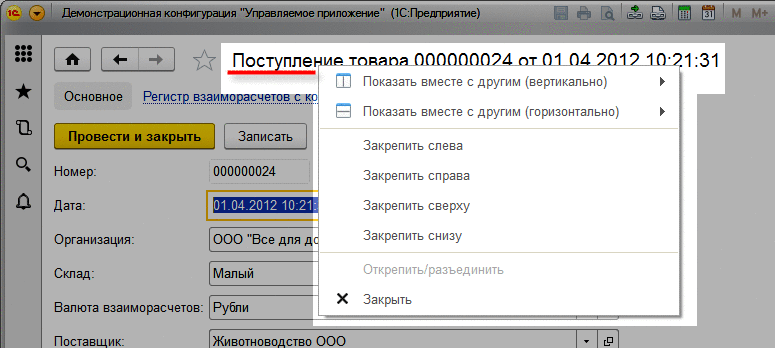 Демонстрационная конфигурация "Управляемое приложение" (1С:Предприятие)
M M+
Поступление товара 000000024 от 01.04.2012 10:21:31
Основное Регистр взаиморасчетов с ко
Провести и закрыть Записать
Номер: 000000024
Дата: 01.04.2012 10:21:
Организация: ООО "Все для до
Склад: Малый
Валюта взаиморасчетов: Рубли
Поставщик: Животноводство ООО
Показать вместе с другим (вертикально)
Показать вместе с другим (горизонтально)
Закрепить слева
Закрепить справа
Закрепить сверху
Закрепить снизу
Открепить/разъединить
Закрыть